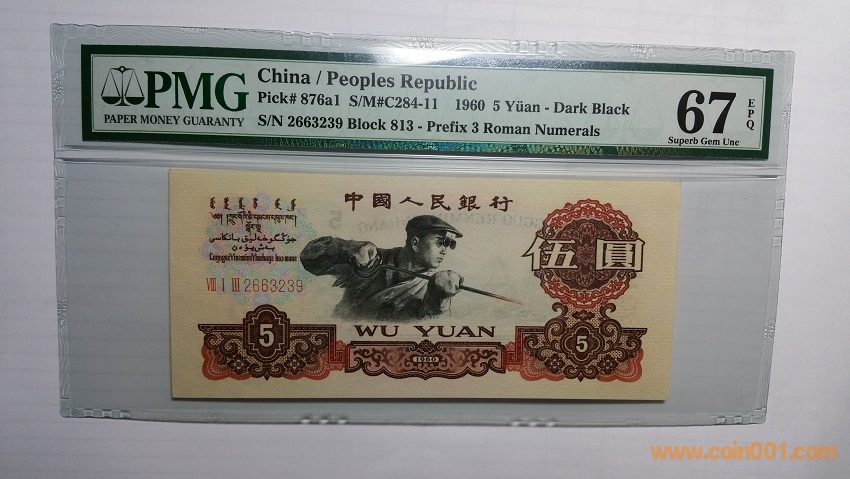 PMG
PAPER MONEY GUARANTY
China / Peoples Republic
Pick# 876a1 S/M#C284-11 1960 5 Yüan - Dark Black
S/N 2663239 Block 813 - Prefix 3 Roman Numerals
67
EPQ
Superb Gem Unc
中國人民銀行
伍圓
VIII I III 2663239
5
WU YUAN
1960
5
www.coin001.com